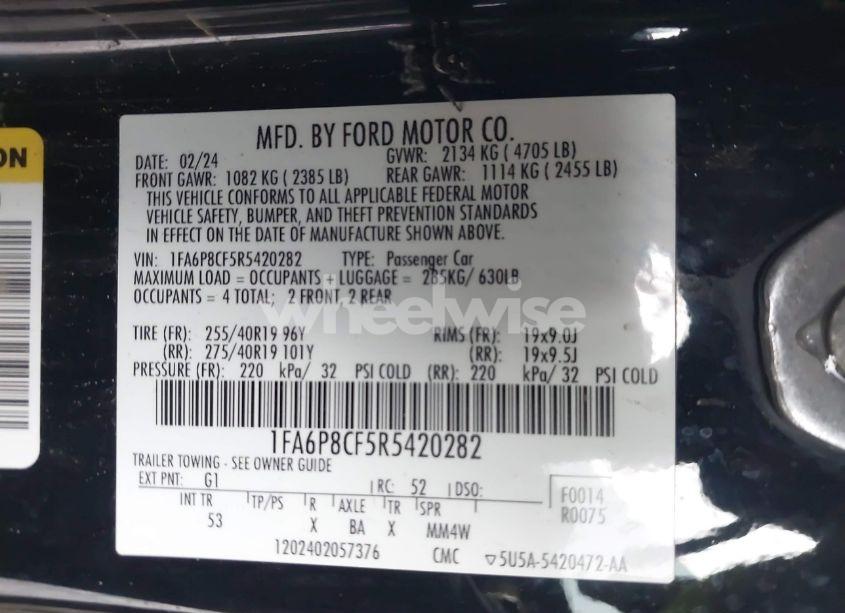 ON
MFD. BY FORD MOTOR CO.
DATE: 02/24 GVWR: 2134 KG ( 4705 LB)
FRONT GAWR: 1082 KG ( 2385 LB) REAR GAWR: 1114 KG ( 2455 LB)
THIS VEHICLE CONFORMS TO ALL APPLICABLE FEDERAL MOTOR
VEHICLE SAFETY, BUMPER, AND THEFT PREVENTION STANDARDS
IN EFFECT ON THE DATE OF MANUFACTURE SHOWN ABOVE.
VIN: 1FA6P8CF5R5420282 TYPE: Passenger Car
MAXIMUM LOAD = OCCUPANTS + LUGGAGE = 285KG/ 630LB
OCCUPANTS = 4 TOTAL; 2 FRONT, 2 REAR
wheelwise
TIRE (FR): 255/40R19 96Y RIMS (FR): 19x9.0J
(RR): 275/40R19 101Y (RR): 19x9.5J
PRESSURE (FR): 220 kPa/ 32 PSI COLD (RR): 220 kPa/ 32 PSI COLD
1FA6P8CF5R5420282
TRAILER TOWING - SEE OWNER GUIDE
EXT PNT: G1 RC: 52 DSO: F0014
INT TR TP/PS R AXLE TR SPR R0075
53 X BA X MM4W
1202402057376 CMC ▽5U5A-5420472-AA